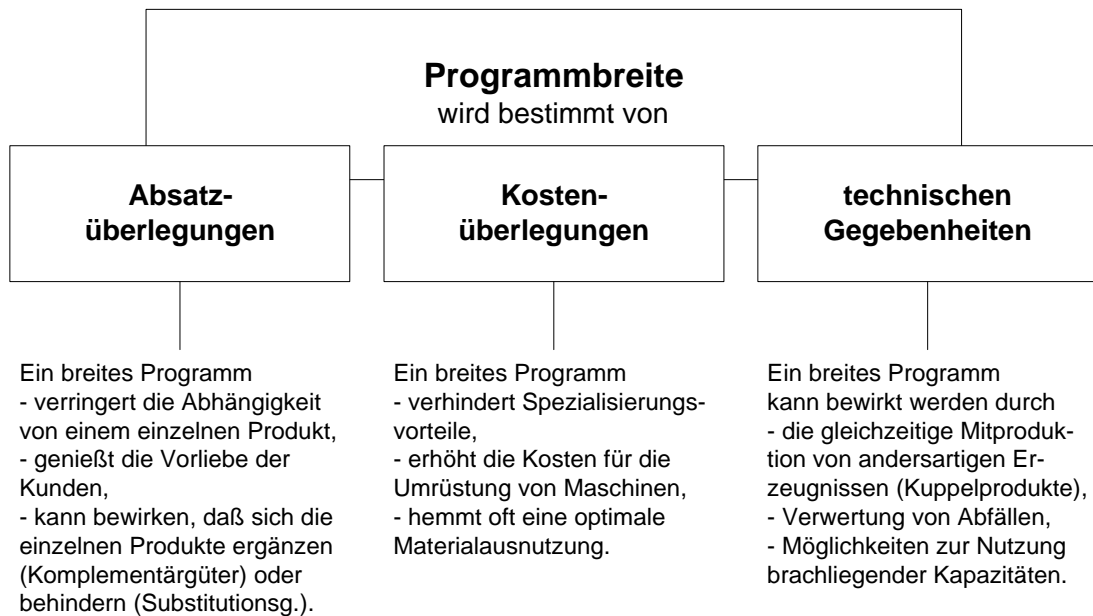 Programmbreite
wird bestimmt von
Absatz-
überlegungen
Kosten-
überlegungen
technischen
Gegebenheiten
Ein breites Programm
- verringert die Abhängigkeit
von einem einzelnen Produkt,
- genießt die Vorliebe der
Kunden,
- kann bewirken, daß sich die
einzelnen Produkte ergänzen
(Komplementärgüter) oder
behindern (Substitutionsg.).
Ein breites Programm
- verhindert Spezialisierungs-
vorteile,
- erhöht die Kosten für die
Umrüstung von Maschinen,
- hemmt oft eine optimale
Materialausnutzung.
Ein breites Programm
kann bewirkt werden durch
- die gleichzeitige Mitproduk-
tion von andersartigen Er-
zeugnissen (Kuppelprodukte),
- Verwertung von Abfällen,
- Möglichkeiten zur Nutzung
brachliegender Kapazitäten.